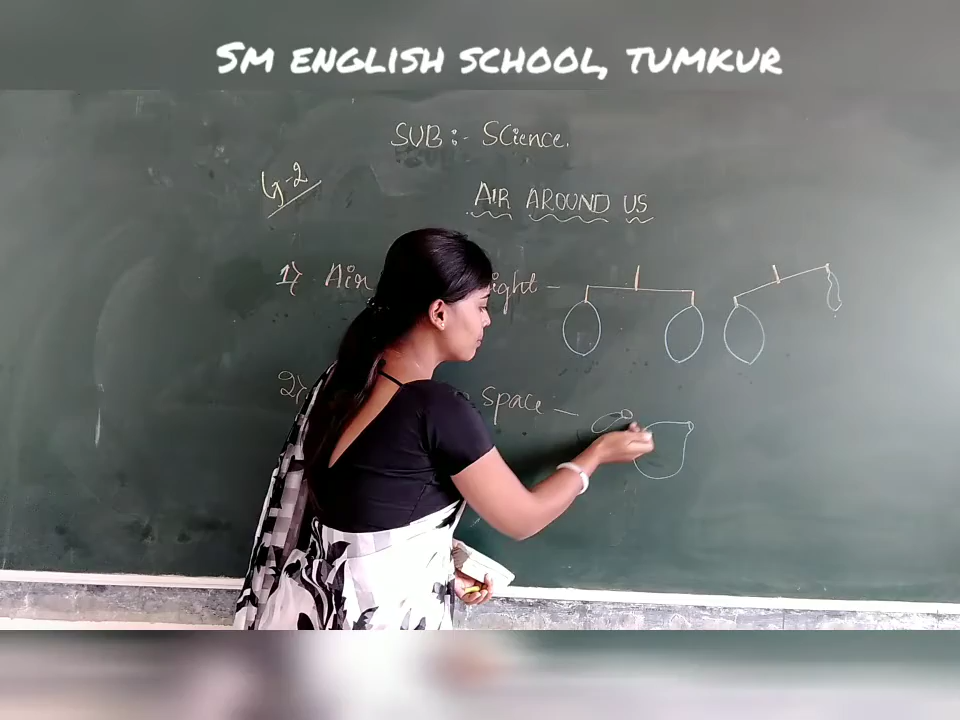 SM ENGLISH SCHOOL, TUMKUR
SUB :- SCience.
G-2
AIR AROUND US
1) Air ight -
2) Space -